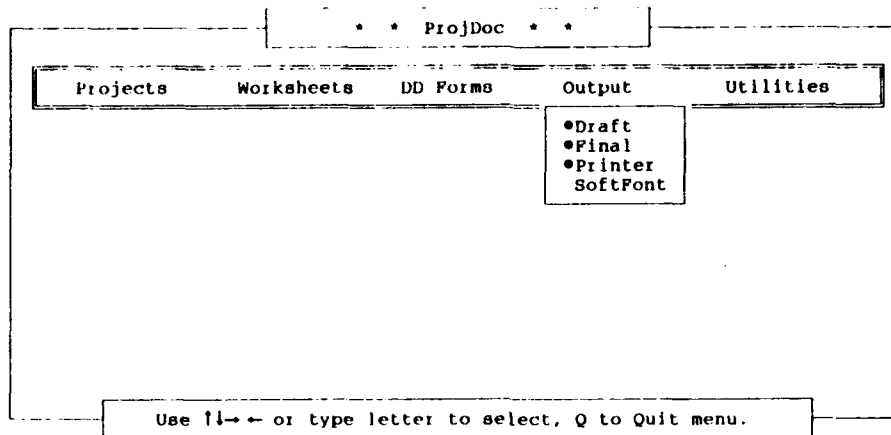 * * ProjDoc * *
Projects Worksheets DD Forms Output Utilities
•Draft
•Final
•Printer
SoftFont
Use ↑↓→← or type letter to select, Q to Quit menu.